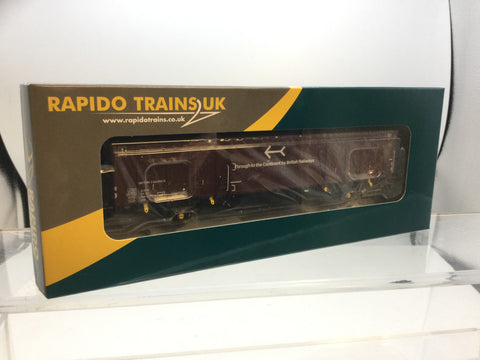 RAPIDO TRAINS UK
www.rapidotrains.co.uk
Through to the Continent by British Railways